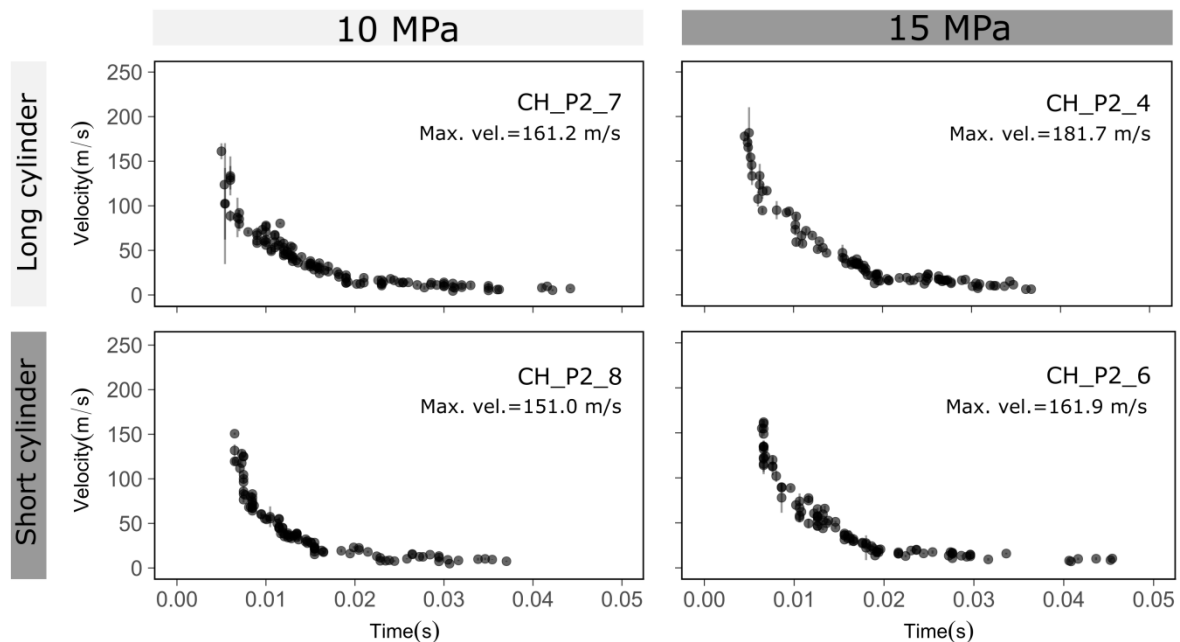 10 MPa
15 MPa
Long cylinder
Velocity(m/s)
250
200
150
100
50
0
CH_P2_7
Max. vel.=161.2 m/s
CH_P2_4
Max. vel.=181.7 m/s
Short cylinder
Velocity(m/s)
250
200
150
100
50
0
CH_P2_8
Max. vel.=151.0 m/s
CH_P2_6
Max. vel.=161.9 m/s
0.00 0.01 0.02 0.03 0.04 0.05
0.00 0.01 0.02 0.03 0.04 0.05
Time(s)
Time(s)